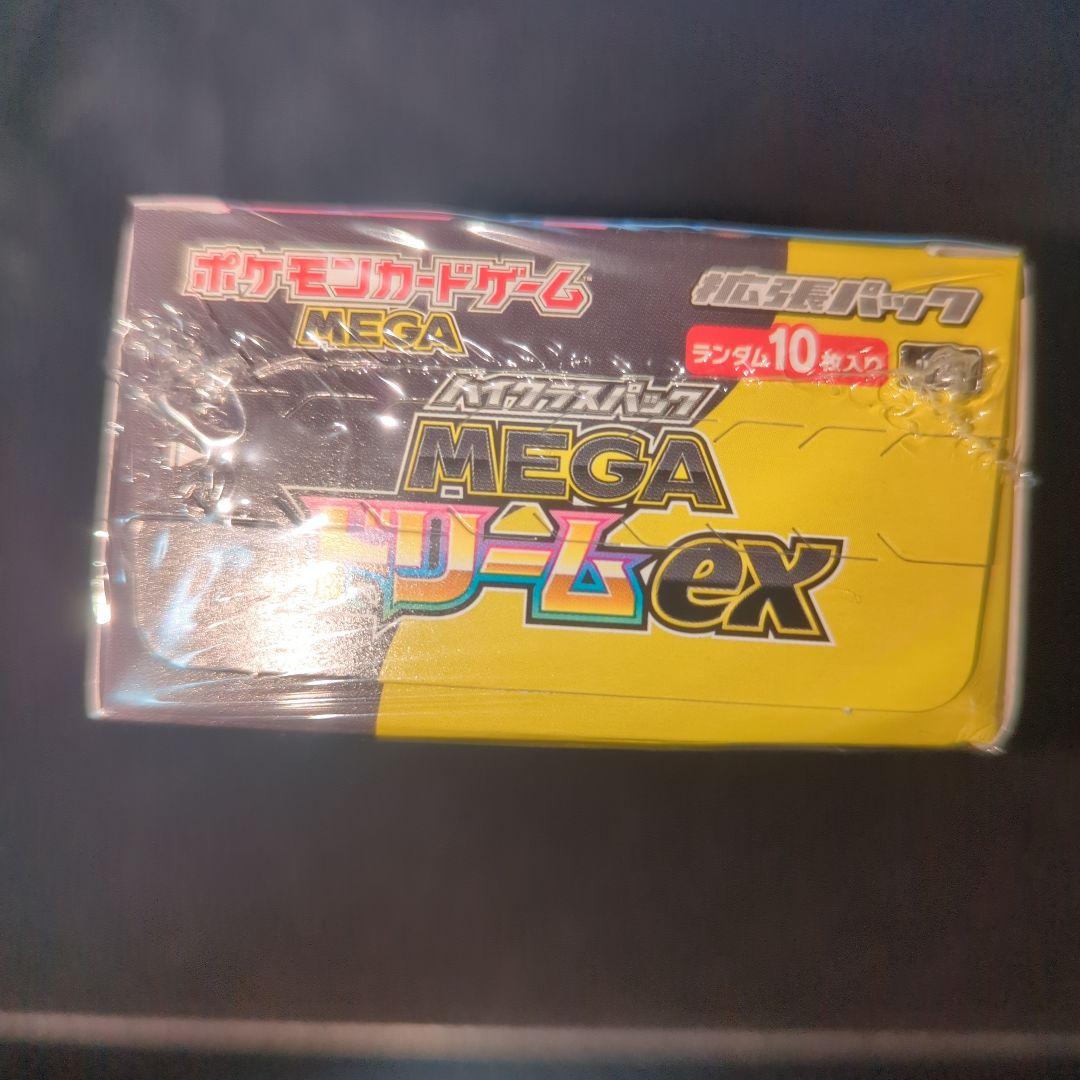 ポケモンカードゲーム™
MEGA
拡張パック
ランダム10枚入り
ハイクラスパック
MEGA
ドリームex